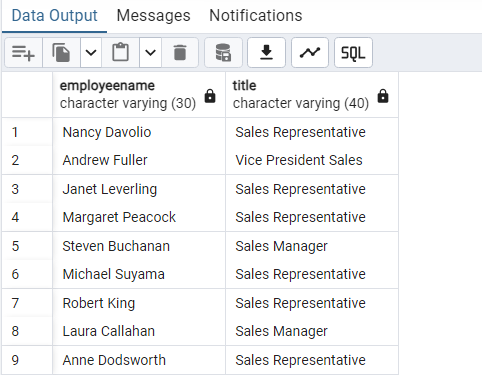 Data Output Messages Notifications
SQL
employeename title
character varying (30) character varying (40)
1 Nancy Davolio Sales Representative
2 Andrew Fuller Vice President Sales
3 Janet Leverling Sales Representative
4 Margaret Peacock Sales Representative
5 Steven Buchanan Sales Manager
6 Michael Suyama Sales Representative
7 Robert King Sales Representative
8 Laura Callahan Sales Manager
9 Anne Dodsworth Sales Representative